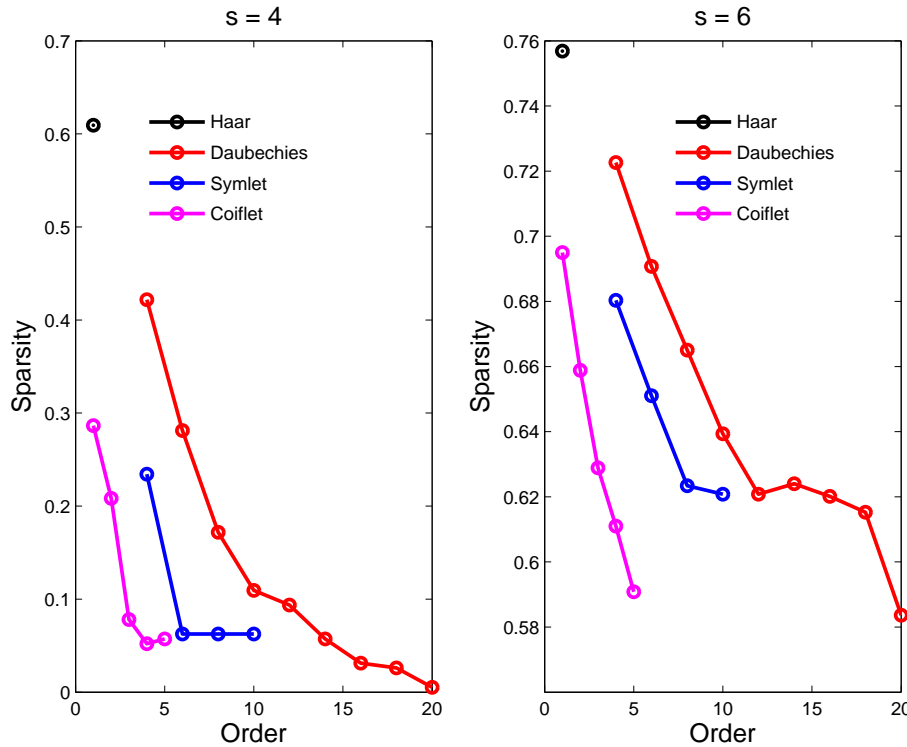 s = 4
0.7
0.6
0.5
0.4
0.3
0.2
0.1
0
Sparsity
Haar
Daubechies
Symlet
Coiflet
0 5 10 15 20
Order
s = 6
0.76
0.74
0.72
0.7
0.68
0.66
0.64
0.62
0.6
0.58
Sparsity
Haar
Daubechies
Symlet
Coiflet
0 5 10 15 20
Order